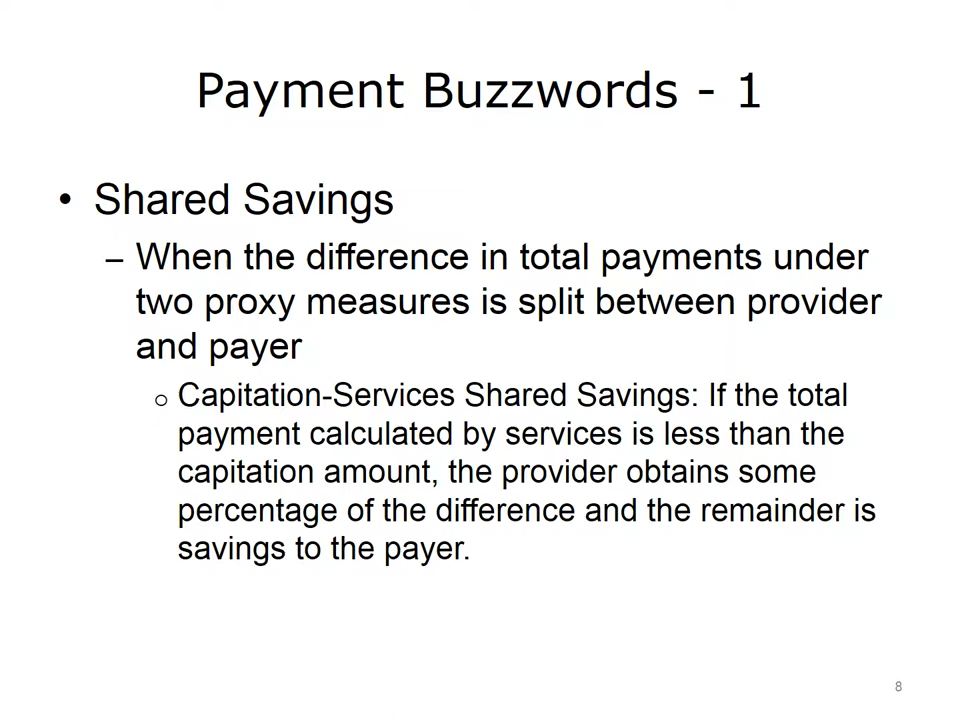 Payment Buzzwords - 1
• Shared Savings
– When the difference in total payments under
two proxy measures is split between provider
and payer
o Capitation-Services Shared Savings: If the total
payment calculated by services is less than the
capitation amount, the provider obtains some
percentage of the difference and the remainder is
savings to the payer.
8